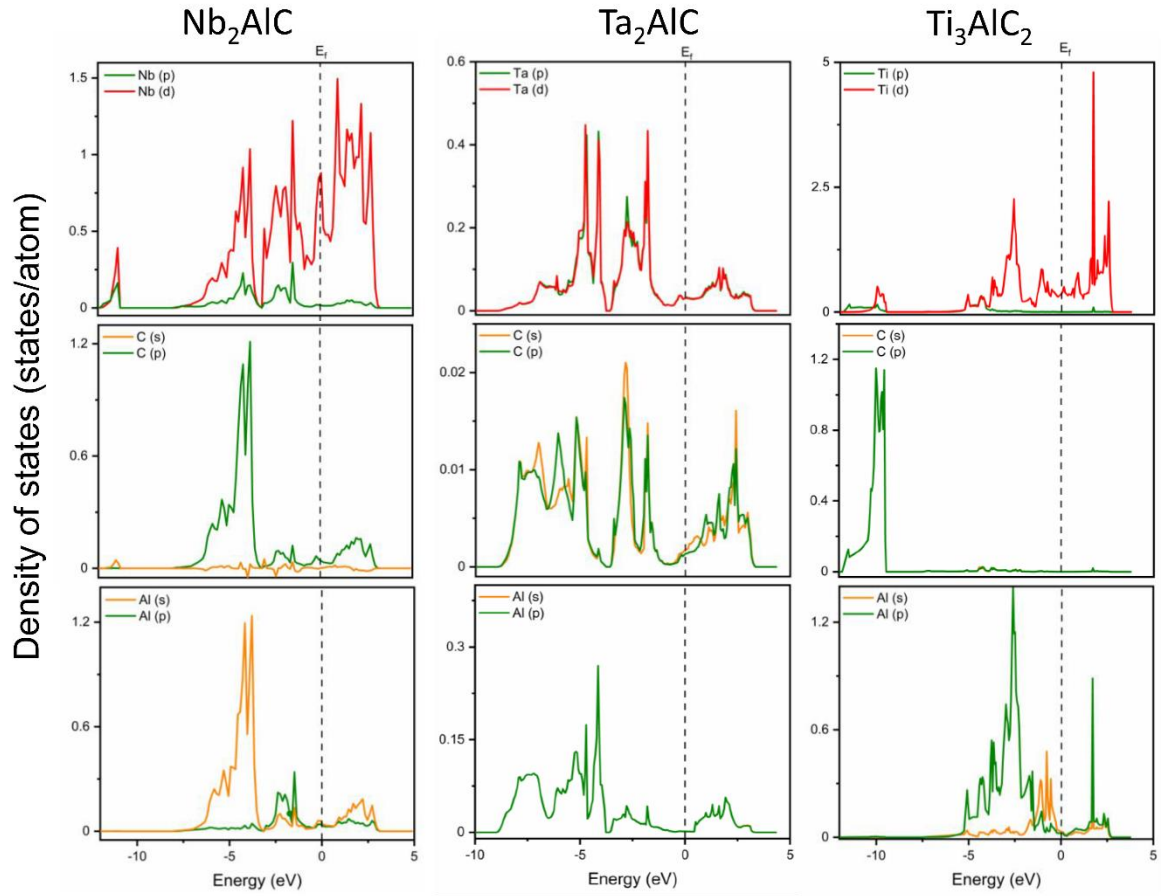 Nb₂AlC
Ta₂AlC
Ti₃AlC₂
Density of states (states/atom)
E_f
Nb (p)
Nb (d)
1.5
1
0.5
0
C (s)
C (p)
1.2
0.6
0
Al (s)
Al (p)
1.2
0.6
0
-10
-5
0
5
Energy (eV)
E_f
Ta (p)
Ta (d)
0.6
0.4
0.2
0
C (s)
C (p)
0.02
0.01
0
Al (s)
Al (p)
0.3
0.15
0
-10
-5
0
5
Energy (eV)
E_f
Ti (p)
Ti (d)
5
2.5
0
C (s)
C (p)
1.2
0.8
0.4
0
Al (s)
Al (p)
1.2
0.6
0
-10
-5
0
5
Energy (eV)